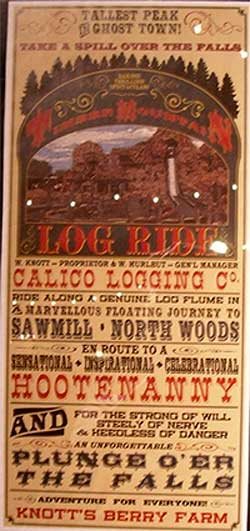 TALLEST PEAK
IN GHOST TOWN!
TAKE A SPILL OVER THE FALLS
TIMBER MOUNTAIN
LOG RIDE
W. KNOTT – PROPRIETOR & W. HURLBUT – GEN'L MANAGER
CALICO LOGGING CO.
RIDE ALONG A GENUINE LOG FLUME IN
A MARVELLOUS FLOATING JOURNEY TO
SAWMILL · NORTH WOODS
EN ROUTE TO A
SENSATIONAL + INSPIRATIONAL + CELEBRATIONAL
HOOTENANNY
AND
FOR THE STRONG OF WILL
STEELY OF NERVE
& HEEDLESS OF DANGER
AN UNFORGETTABLE
PLUNGE O'ER
THE FALLS
ADVENTURE FOR EVERYONE!
KNOTT'S BERRY FARM